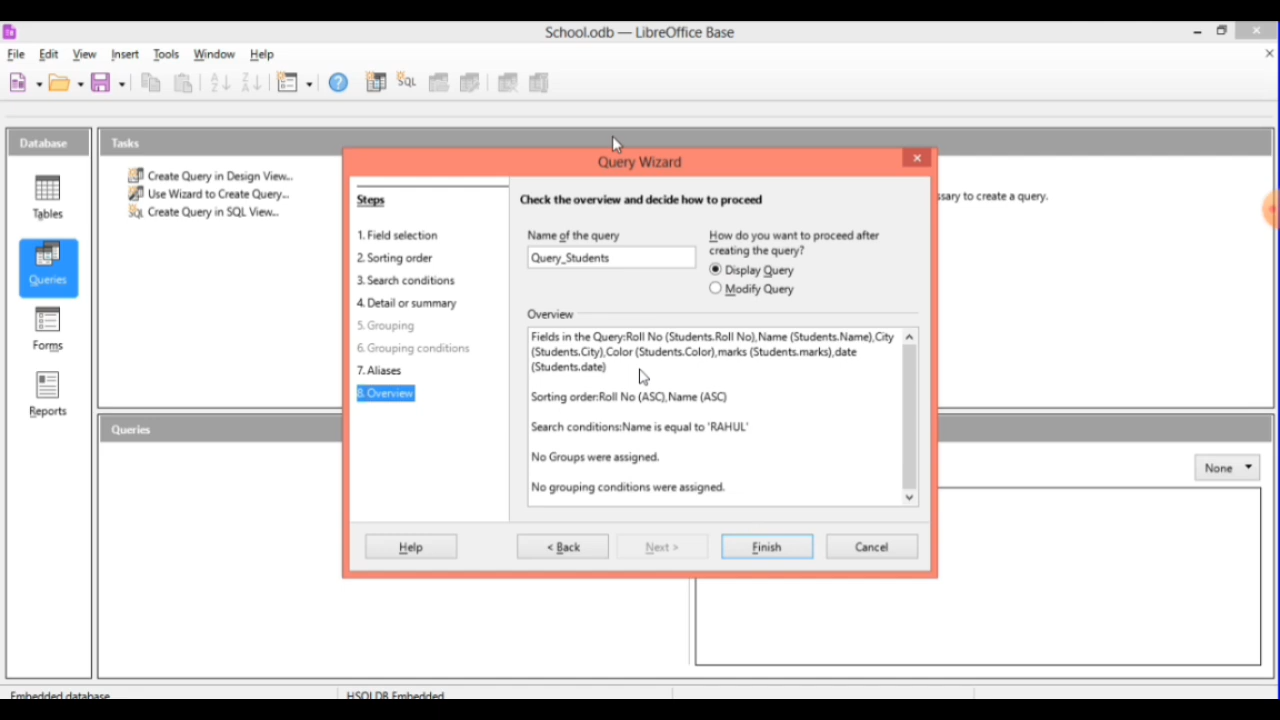 School.odb — LibreOffice Base
File Edit View Insert Tools Window Help
SQL
Database
Tasks
Tables
Queries
Forms
Reports
Create Query in Design View...
Use Wizard to Create Query...
Create Query in SQL View...
ssary to create a query.
Queries
None
Query Wizard
Steps
1. Field selection
2. Sorting order
3. Search conditions
4. Detail or summary
5. Grouping
6. Grouping conditions
7. Aliases
8. Overview
Check the overview and decide how to proceed
Name of the query
Query_Students
How do you want to proceed after
creating the query?
Display Query
Modify Query
Overview
Fields in the Query:Roll No (Students.Roll No),Name (Students.Name),City
(Students.City),Color (Students.Color),marks (Students.marks),date
(Students.date)
Sorting order:Roll No (ASC),Name (ASC)
Search conditions:Name is equal to 'RAHUL'
No Groups were assigned.
No grouping conditions were assigned.
Help
< Back
Next >
Finish
Cancel
Embedded database
HSQLDB Embedded